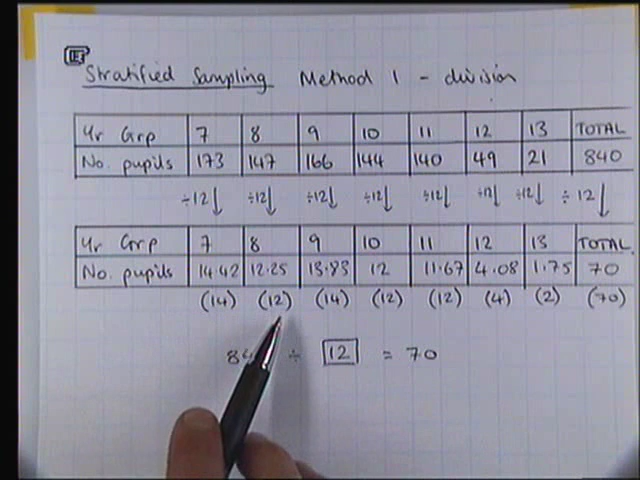 Stratified Sampling Method 1 - division
Yr Grp 7 8 9 10 11 12 13 TOTAL
No. pupils 173 147 166 144 140 49 21 840
÷12↓ ÷12↓ ÷12↓ ÷12↓ ÷12↓ ÷12↓ ÷12↓ ÷12↓
Yr Grp 7 8 9 10 11 12 13 TOTAL
No. pupils 14.42 12.25 13.83 12 11.67 4.08 1.75 70
(14) (12) (14) (12) (12) (4) (2) (70)
÷ 12 = 70